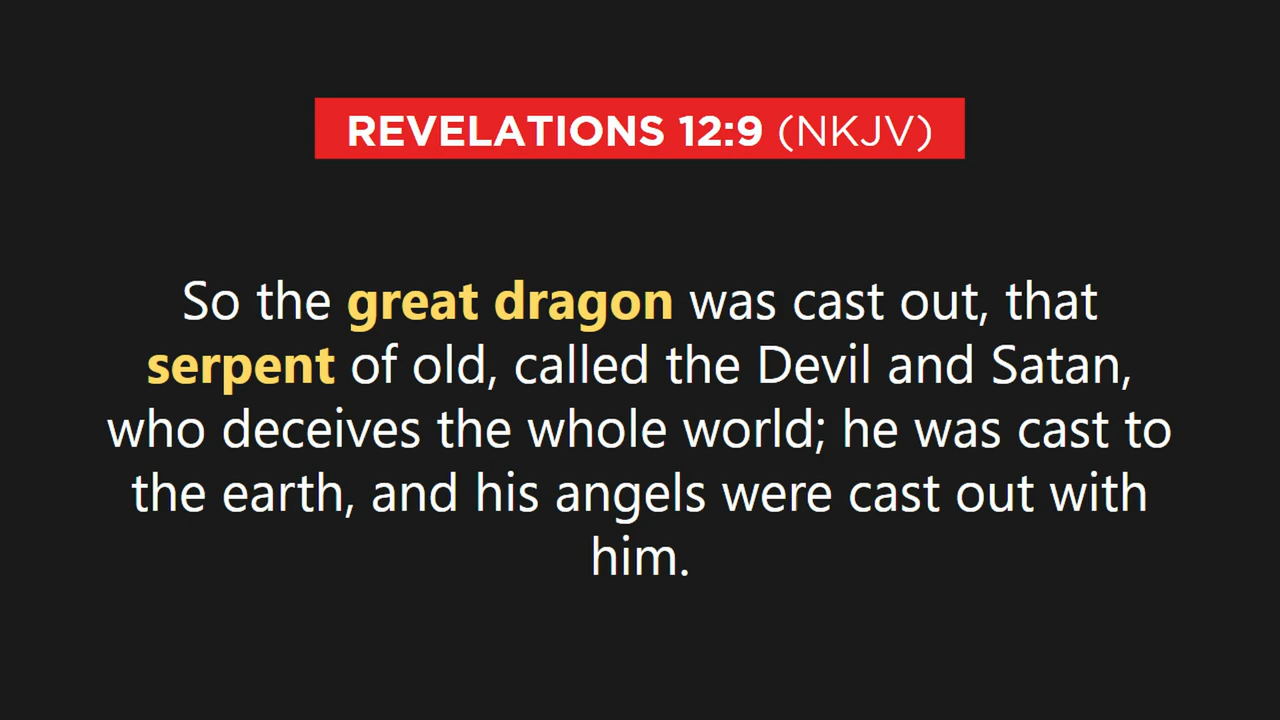 REVELATIONS 12:9 (NKJV)
So the great dragon was cast out, that
serpent of old, called the Devil and Satan,
who deceives the whole world; he was cast to
the earth, and his angels were cast out with
him.